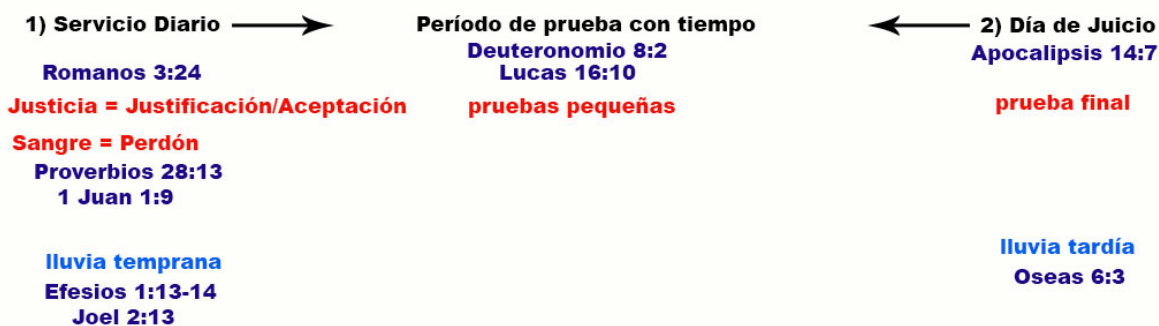 1) Servicio Diario
Romanos 3:24
Justicia = Justificación/Aceptación
Sangre = Perdón
Proverbios 28:13
1 Juan 1:9
lluvia temprana
Efesios 1:13-14
Joel 2:13
Período de prueba con tiempo
Deuteronomio 8:2
Lucas 16:10
pruebas pequeñas
2) Día de Juicio
Apocalipsis 14:7
prueba final
lluvia tardía
Oseas 6:3